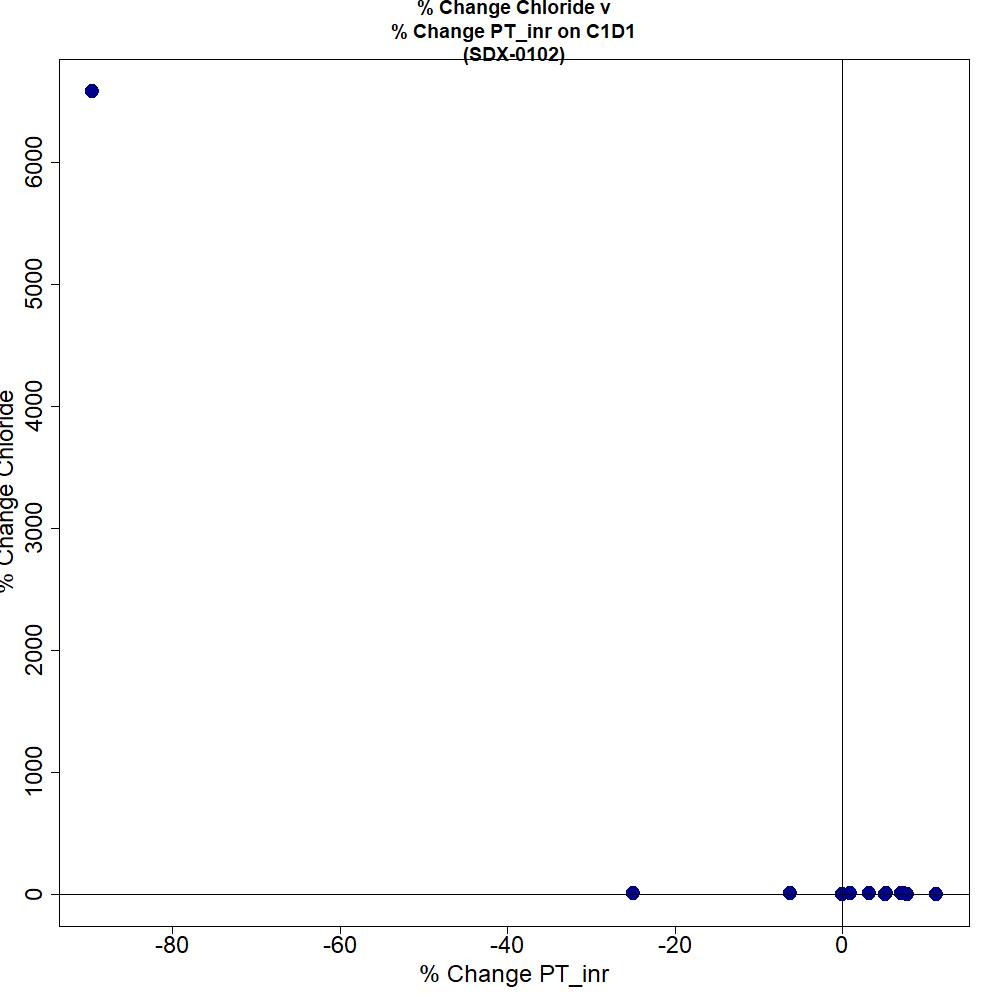 % Change Chloride v
% Change PT_inr on C1D1
(SDX-0102)
% Change Chloride
6000
5000
4000
3000
2000
1000
0
-80
-60
-40
-20
0
% Change PT_inr